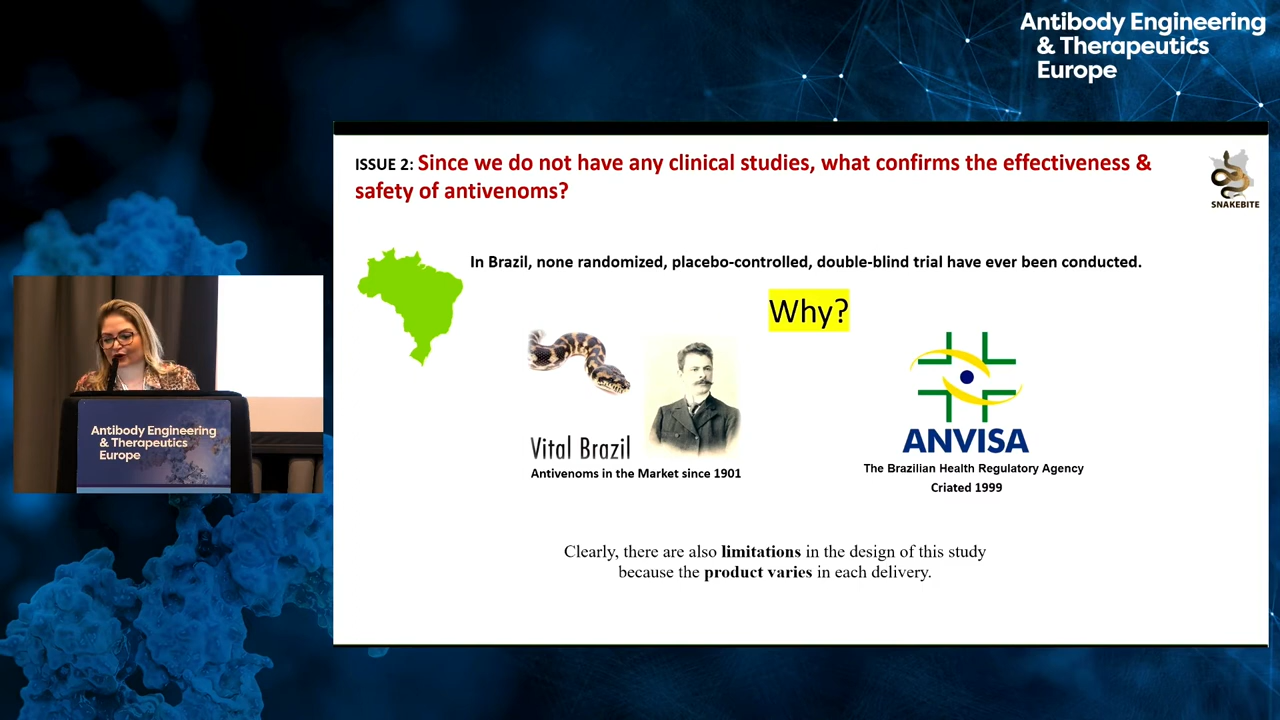 Antibody Engineering
& Therapeutics
Europe
ISSUE 2: Since we do not have any clinical studies, what confirms the effectiveness &
safety of antivenoms?
SNAKEBITE
In Brazil, none randomized, placebo-controlled, double-blind trial have ever been conducted.
Why?
Vital Brazil
Antivenoms in the Market since 1901
ANVISA
The Brazilian Health Regulatory Agency
Criated 1999
Clearly, there are also limitations in the design of this study
because the product varies in each delivery.
Antibody Engineering
& Therapeutics
Europe